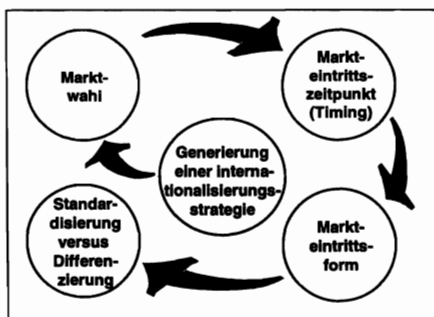 Markt-
wahl
Markt-
eintritts-
zeitpunkt
(Timing)
Generierung
einer interna-
tionalisierungs-
strategie
Standar-
disierung
versus
Differen-
zierung
Markt-
eintritts-
form